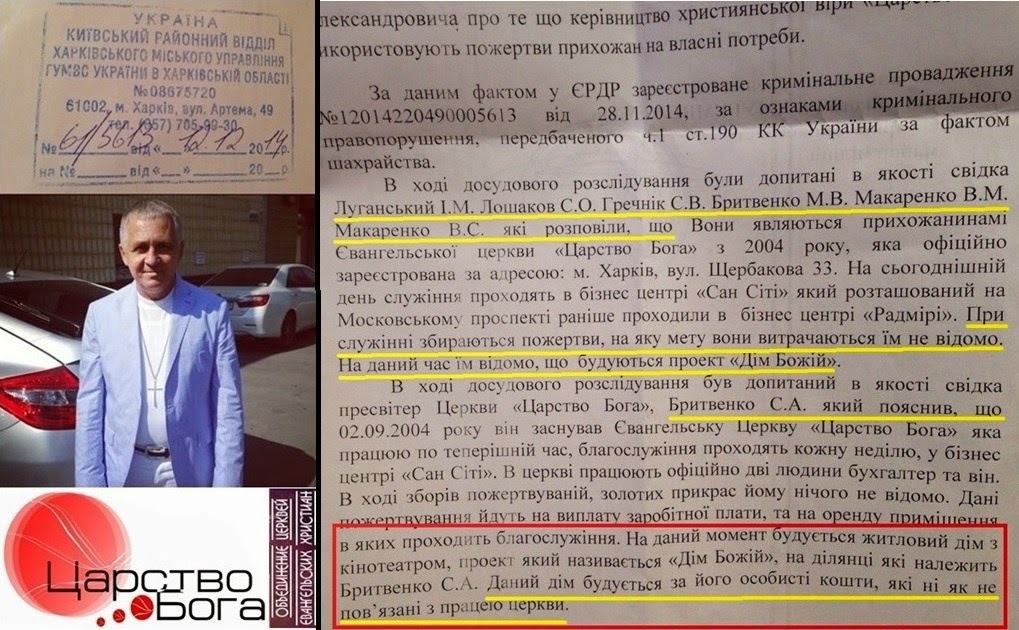 УКРАЇНА
КИЇВСЬКИЙ РАЙОННИЙ ВІДДІЛ
ХАРКІВСЬКОГО МІСЬКОГО УПРАВЛІННЯ
ГУМВС УКРАЇНИ В ХАРКІВСЬКІЙ ОБЛАСТІ
№08675720
61002, м. Харків, вул. Артема, 49
тел. (057) 705-99-30
№ 61/5613 від « 12.12 2014р.
на № від « » 20 р.
Царство
Бога
ОБЪЕДИНЕНИЕ ЦЕРКВЕЙ
ЕВАНГЕЛЬСКИХ ХРИСТИАН
лександровича про те що керівництво християнської віри «Царство
використовують пожертви прихожан на власні потреби.
За даним фактом у ЄРДР зареєстроване кримінальне провадження
№12014220490005613 від 28.11.2014, за ознаками кримінального
правопорушення, передбаченого ч.1 ст.190 КК України за фактом
шахрайства.
В ході досудового розслідування були допитані в якості свідка
Луганський І.М. Лошаков С.О. Гречнік С.В. Бритвенко М.В. Макаренко В.М.
Макаренко В.С. які розповіли, що Вони являються прихожанинамі
Євангельської церкви «Царство Бога» з 2004 року, яка офіційно
зареєстрована за адресою: м. Харків, вул. Щербакова 33. На сьогоднішній
день служіння проходять в бізнес центрі «Сан Сіті» який розташований на
Московському проспекті раніше проходили в бізнес центрі «Радмірі». При
служінні збираються пожертви, на яку мету вони витрачаються їм не відомо.
На даний час їм відомо, що будуються проект «Дім Божій».
В ході досудового розслідування був допитаний в якості свідка
пресвітер Церкви «Царство Бога», Бритвенко С.А. який пояснив, що
02.09.2004 року він заснував Євангельську Церкву «Царство Бога» яка
працюю по теперішній час, благослужіння проходять кожну неділю, у бізнес
центрі «Сан Сіті». В церкві працюють офіційно дві людини бухгалтер та він.
В ході зборів пожертвуваній, золотих прикрас йому нічого не відомо. Дані
пожертвування йдуть на виплату заробітної плати, та на оренду приміщення
в яких проходить благослужіння. На даний момент будується житловий дім з
кінотеатром, проект який називається «Дім Божій», на ділянці які належить
Бритвенко С.А. Даний дім будується за його особисті кошти, які ні як не
пов’язані з працею церкви.